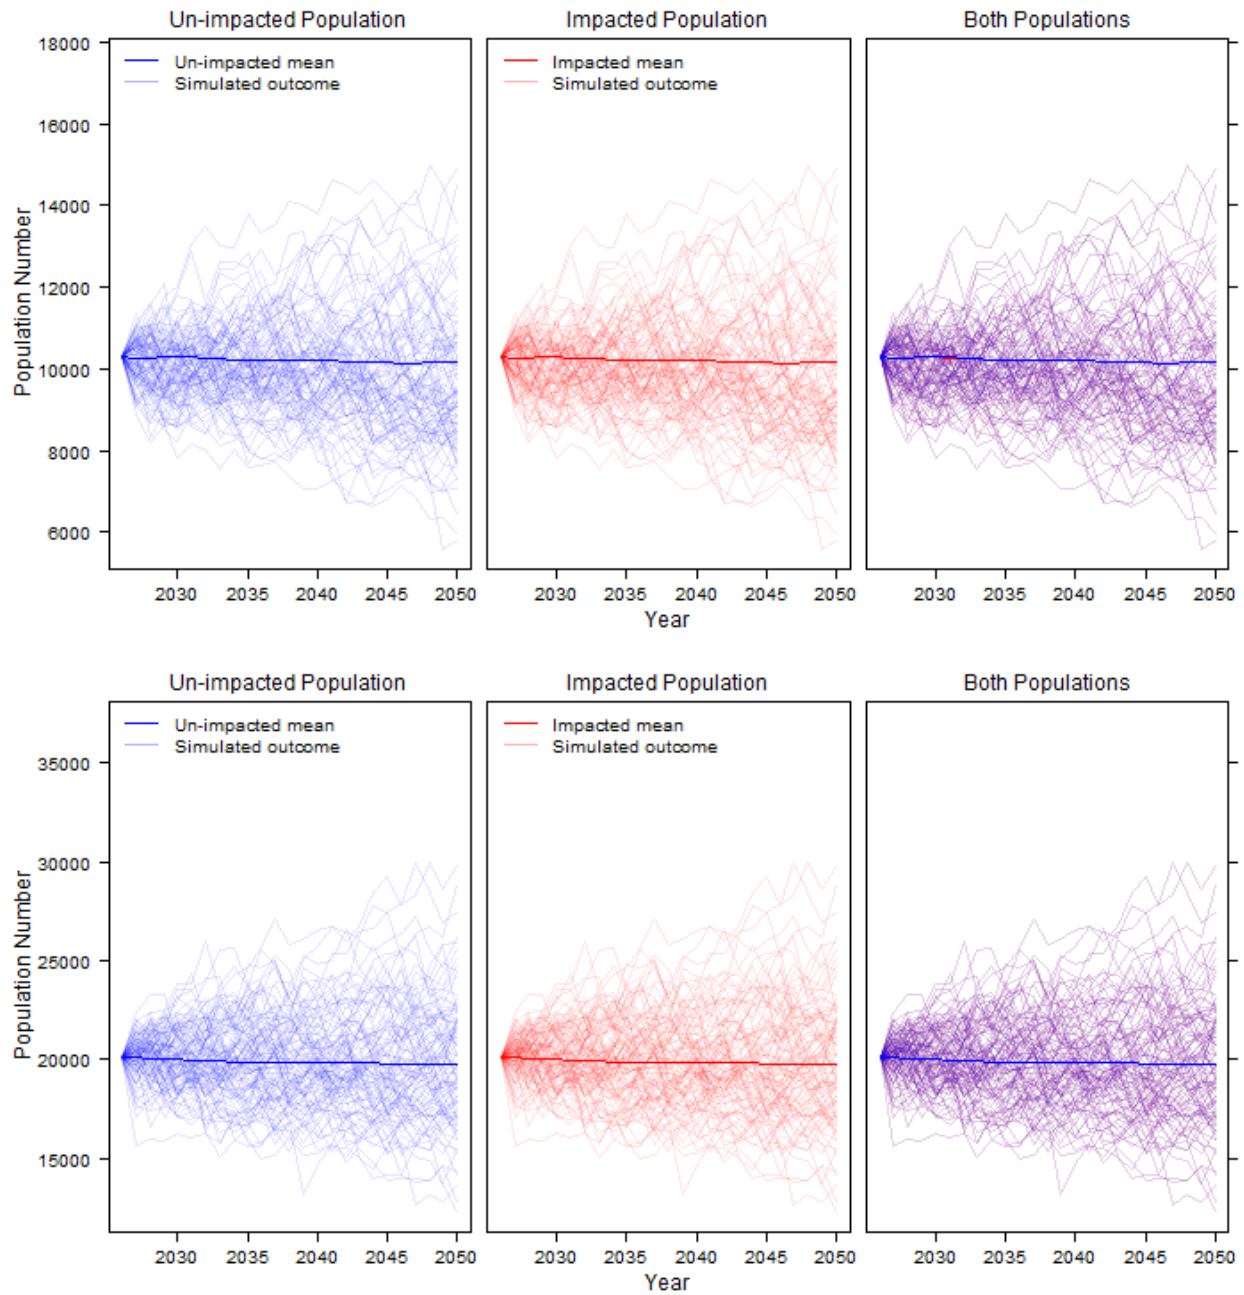 Un-impacted Population Impacted Population Both Populations
18000
16000
14000
12000
10000
8000
6000
Population Number
Un-impacted mean
Simulated outcome
Impacted mean
Simulated outcome
2030 2035 2040 2045 2050 2030 2035 2040 2045 2050 2030 2035 2040 2045 2050
Year
Un-impacted Population Impacted Population Both Populations
35000
30000
25000
20000
15000
Population Number
Un-impacted mean
Simulated outcome
Impacted mean
Simulated outcome
2030 2035 2040 2045 2050 2030 2035 2040 2045 2050 2030 2035 2040 2045 2050
Year